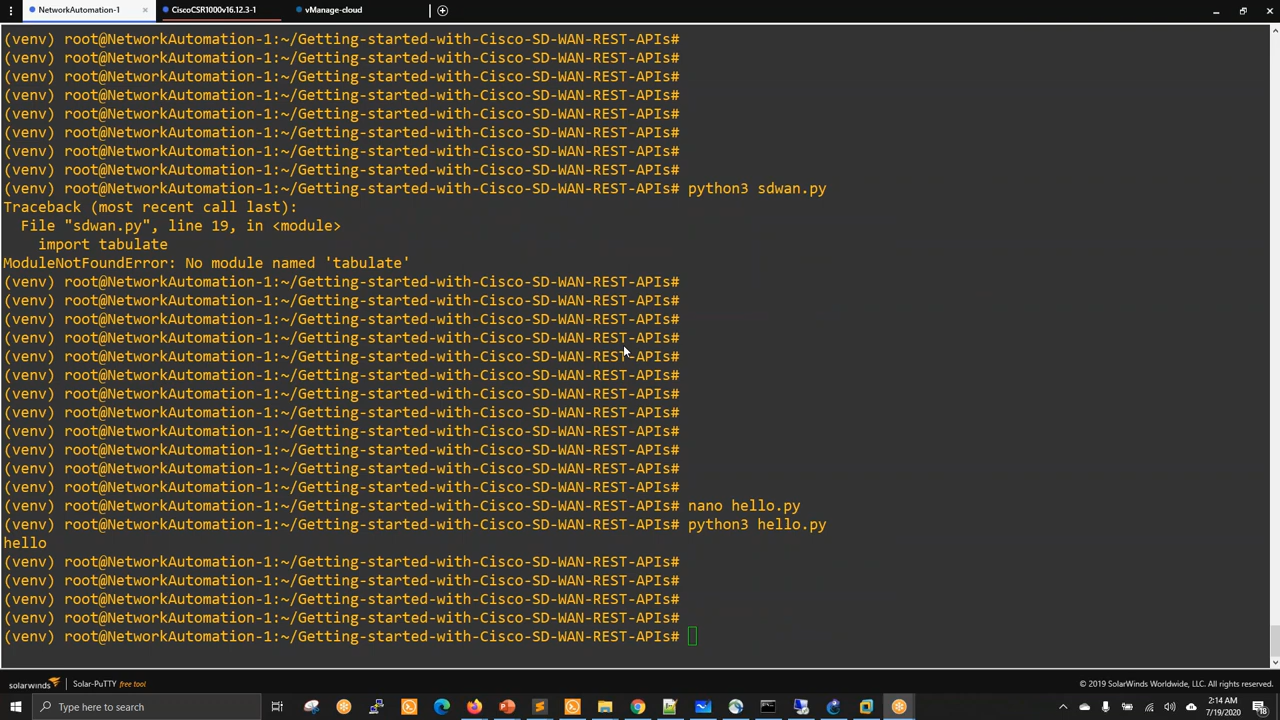 NetworkAutomation-1 × CiscoCSR1000v16.12.3-1 vManage-cloud
(venv) root@NetworkAutomation-1:~/Getting-started-with-Cisco-SD-WAN-REST-APIs#
(venv) root@NetworkAutomation-1:~/Getting-started-with-Cisco-SD-WAN-REST-APIs#
(venv) root@NetworkAutomation-1:~/Getting-started-with-Cisco-SD-WAN-REST-APIs#
(venv) root@NetworkAutomation-1:~/Getting-started-with-Cisco-SD-WAN-REST-APIs#
(venv) root@NetworkAutomation-1:~/Getting-started-with-Cisco-SD-WAN-REST-APIs#
(venv) root@NetworkAutomation-1:~/Getting-started-with-Cisco-SD-WAN-REST-APIs#
(venv) root@NetworkAutomation-1:~/Getting-started-with-Cisco-SD-WAN-REST-APIs#
(venv) root@NetworkAutomation-1:~/Getting-started-with-Cisco-SD-WAN-REST-APIs#
(venv) root@NetworkAutomation-1:~/Getting-started-with-Cisco-SD-WAN-REST-APIs# python3 sdwan.py
Traceback (most recent call last):
  File "sdwan.py", line 19, in <module>
    import tabulate
ModuleNotFoundError: No module named 'tabulate'
(venv) root@NetworkAutomation-1:~/Getting-started-with-Cisco-SD-WAN-REST-APIs#
(venv) root@NetworkAutomation-1:~/Getting-started-with-Cisco-SD-WAN-REST-APIs#
(venv) root@NetworkAutomation-1:~/Getting-started-with-Cisco-SD-WAN-REST-APIs#
(venv) root@NetworkAutomation-1:~/Getting-started-with-Cisco-SD-WAN-REST-APIs#
(venv) root@NetworkAutomation-1:~/Getting-started-with-Cisco-SD-WAN-REST-APIs#
(venv) root@NetworkAutomation-1:~/Getting-started-with-Cisco-SD-WAN-REST-APIs#
(venv) root@NetworkAutomation-1:~/Getting-started-with-Cisco-SD-WAN-REST-APIs#
(venv) root@NetworkAutomation-1:~/Getting-started-with-Cisco-SD-WAN-REST-APIs#
(venv) root@NetworkAutomation-1:~/Getting-started-with-Cisco-SD-WAN-REST-APIs#
(venv) root@NetworkAutomation-1:~/Getting-started-with-Cisco-SD-WAN-REST-APIs#
(venv) root@NetworkAutomation-1:~/Getting-started-with-Cisco-SD-WAN-REST-APIs#
(venv) root@NetworkAutomation-1:~/Getting-started-with-Cisco-SD-WAN-REST-APIs#
(venv) root@NetworkAutomation-1:~/Getting-started-with-Cisco-SD-WAN-REST-APIs# nano hello.py
(venv) root@NetworkAutomation-1:~/Getting-started-with-Cisco-SD-WAN-REST-APIs# python3 hello.py
hello
(venv) root@NetworkAutomation-1:~/Getting-started-with-Cisco-SD-WAN-REST-APIs#
(venv) root@NetworkAutomation-1:~/Getting-started-with-Cisco-SD-WAN-REST-APIs#
(venv) root@NetworkAutomation-1:~/Getting-started-with-Cisco-SD-WAN-REST-APIs#
(venv) root@NetworkAutomation-1:~/Getting-started-with-Cisco-SD-WAN-REST-APIs#
(venv) root@NetworkAutomation-1:~/Getting-started-with-Cisco-SD-WAN-REST-APIs#
solarwinds Solar-PuTTY free tool © 2019 SolarWinds Worldwide, LLC. All rights reserved.
Type here to search
2:14 AM
7/19/2020
18